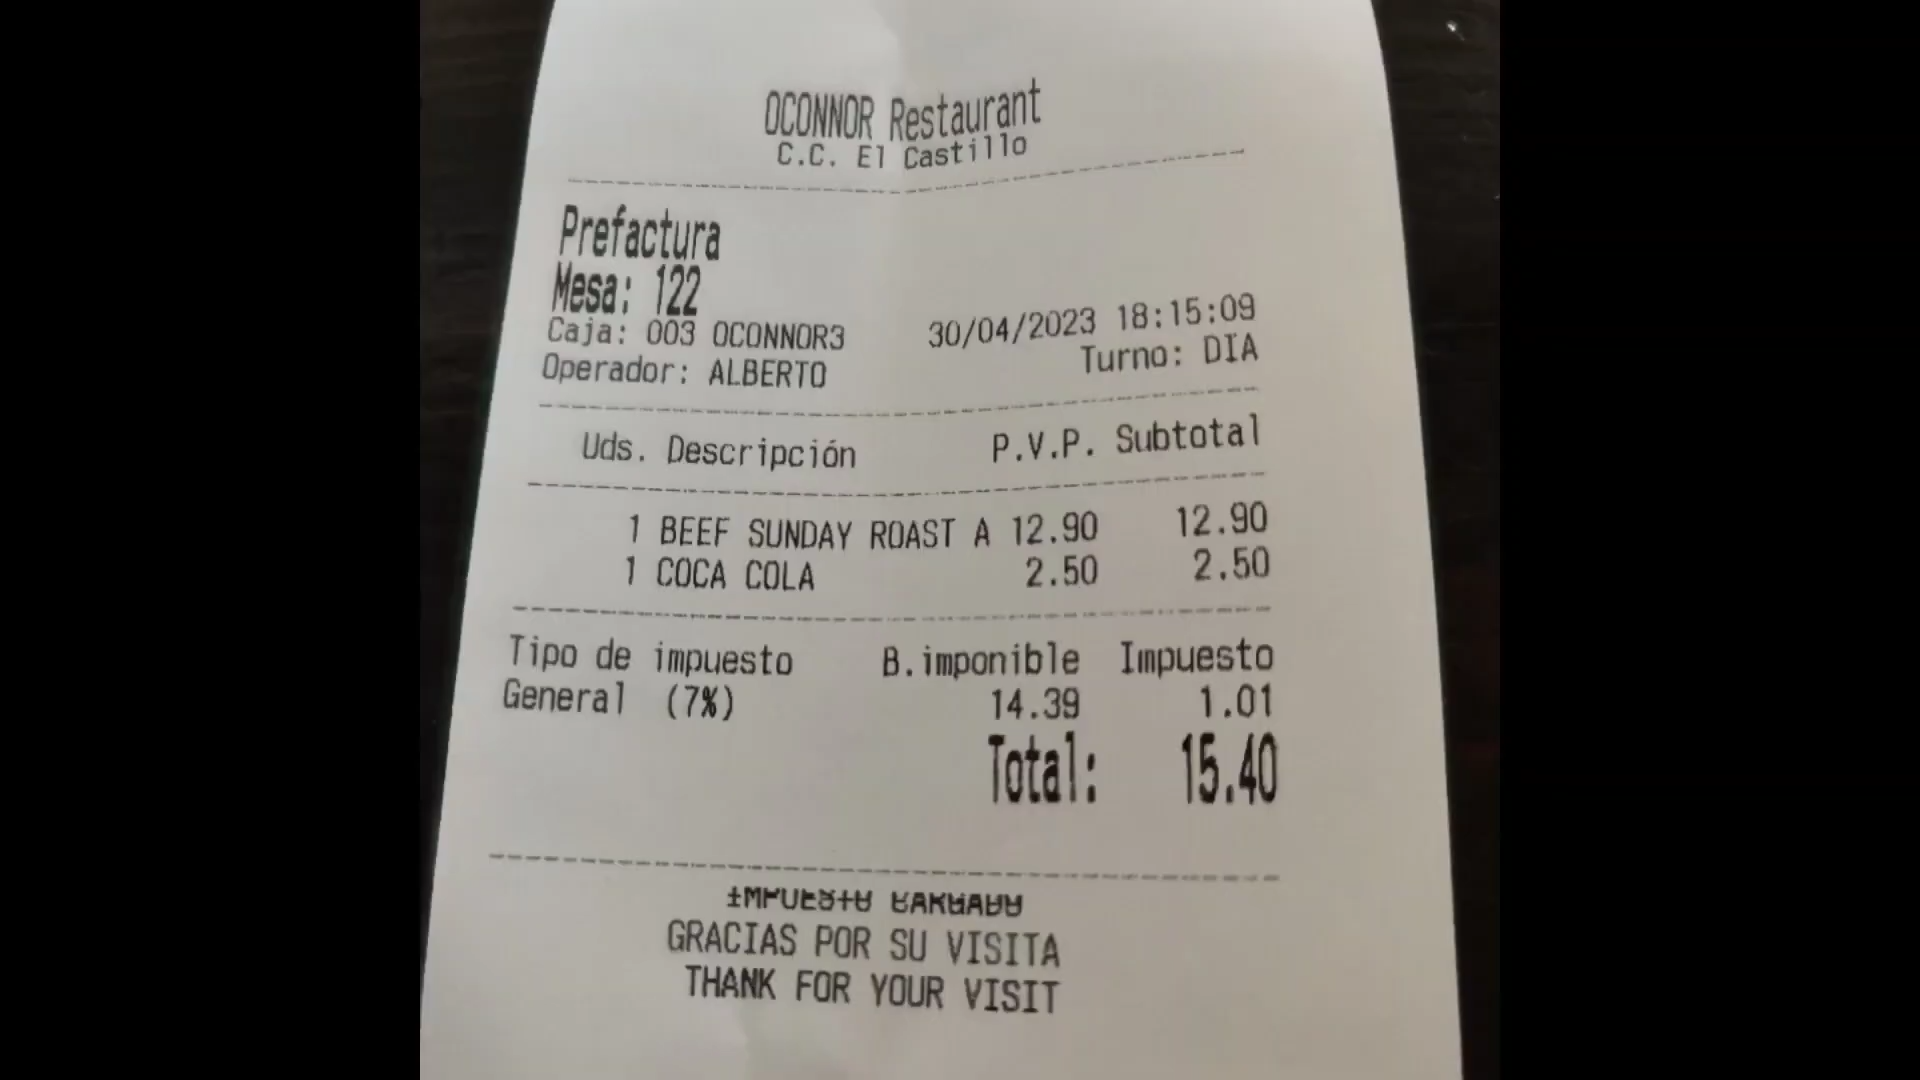 OCONNOR Restaurant
C.C. El Castillo
Prefactura
Mesa: 122
Caja: 003 OCONNOR3 30/04/2023 18:15:09
Operador: ALBERTO Turno: DIA
Uds. Descripción P.V.P. Subtotal
1 BEEF SUNDAY ROAST A 12.90 12.90
1 COCA COLA 2.50 2.50
Tipo de impuesto B.imponible Impuesto
General (7%) 14.39 1.01
Total: 15.40
GRACIAS POR SU VISITA
THANK FOR YOUR VISIT